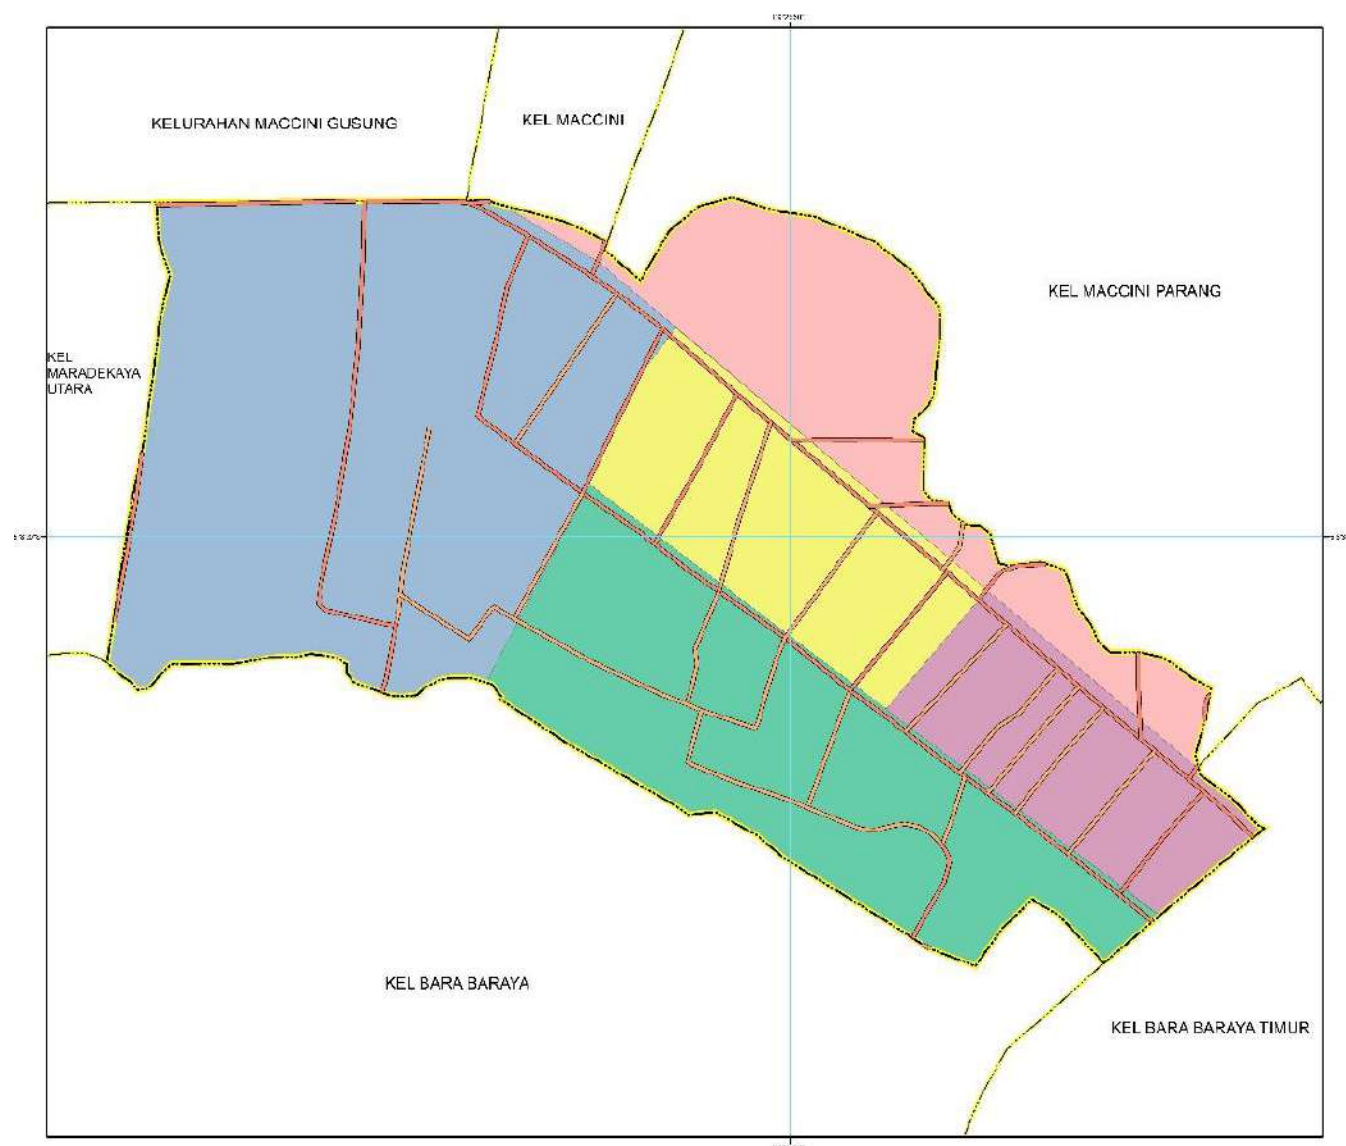 KELURAHAN MACCINI GUSUNG
KEL MACCINI
KEL MACCINI PARANG
KEL
MARADEKAYA
UTARA
KEL BARA BARAYA
KEL BARA BARAYA TIMUR